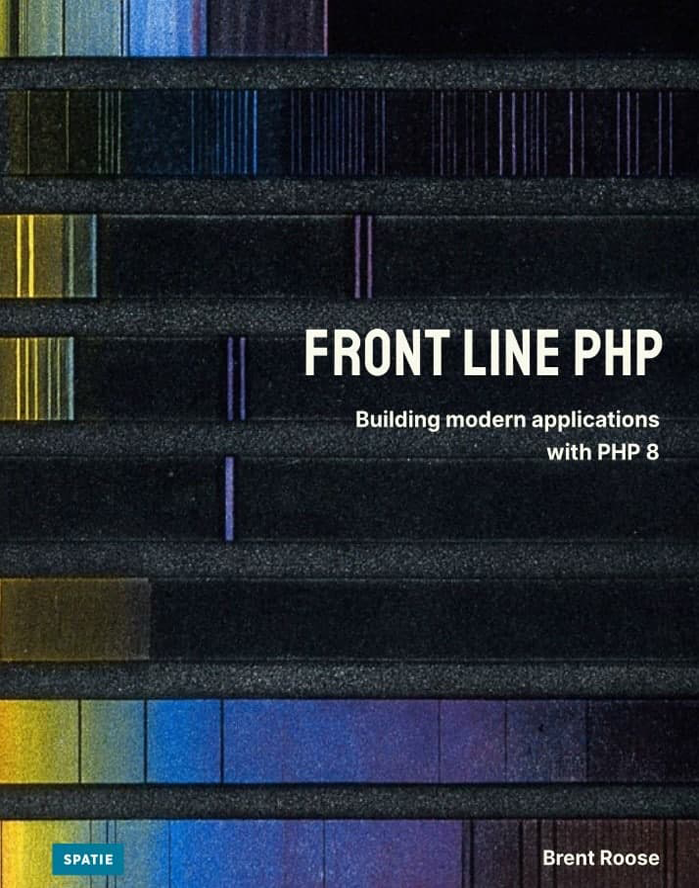 FRONT LINE PHP
Building modern applications
with PHP 8
SPATIE
Brent Roose